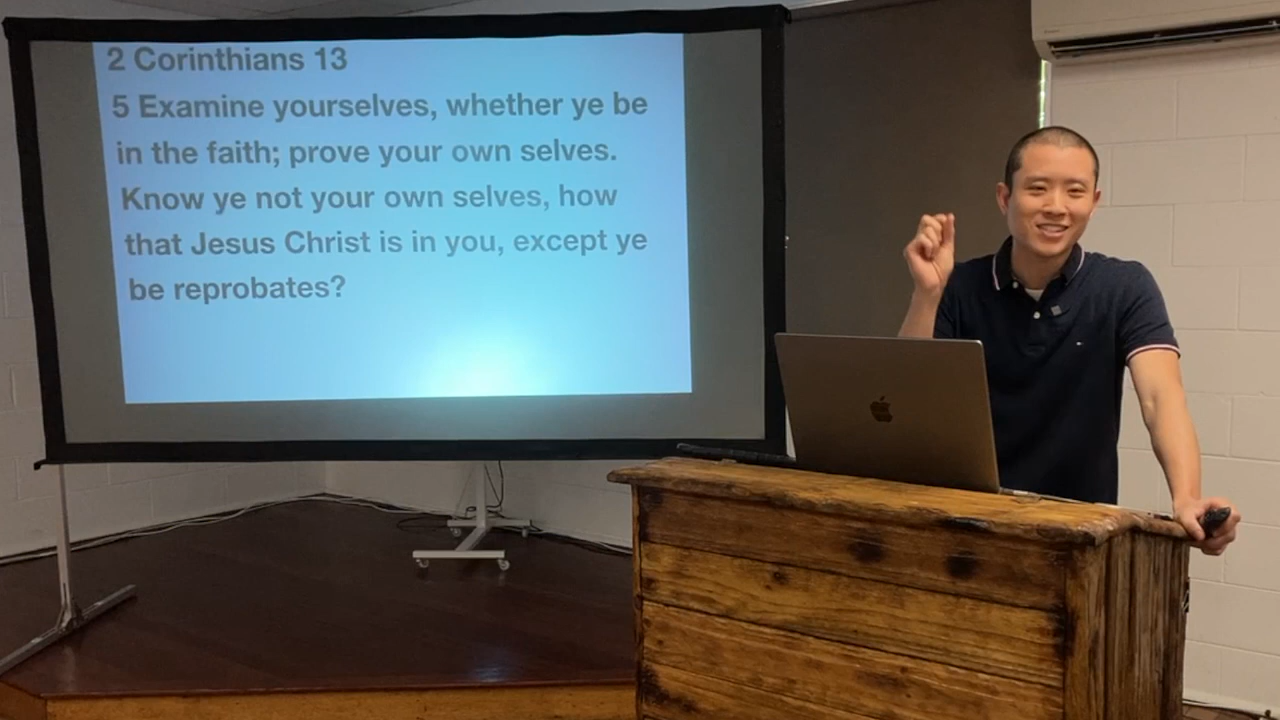 2 Corinthians 13
5 Examine yourselves, whether ye be
in the faith; prove your own selves.
Know ye not your own selves, how
that Jesus Christ is in you, except ye
be reprobates?